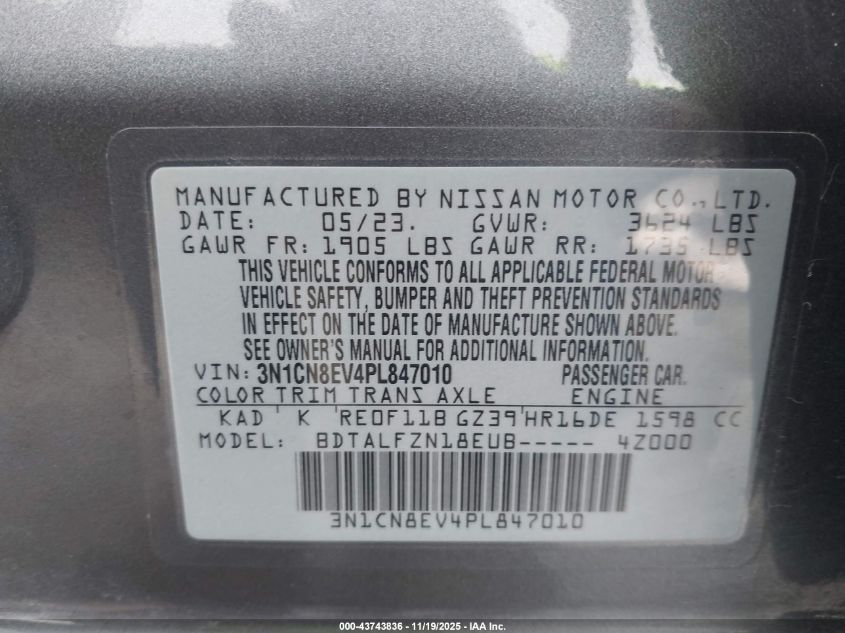 MANUFACTURED BY NISSAN MOTOR CO.,LTD.
DATE: 05/23. GVWR: 3624 LBS
GAWR FR: 1905 LBS GAWR RR: 1735 LBS
THIS VEHICLE CONFORMS TO ALL APPLICABLE FEDERAL MOTOR
VEHICLE SAFETY, BUMPER AND THEFT PREVENTION STANDARDS
IN EFFECT ON THE DATE OF MANUFACTURE SHOWN ABOVE.
SEE OWNER'S MANUAL FOR ADDITIONAL INFORMATION.
VIN: 3N1CN8EV4PL847010 PASSENGER CAR.
COLOR TRIM TRANS AXLE ENGINE
KAD K RE0F11B GZ39 HR16DE 1598 CC
MODEL: BDTALFZN18EUB----- 4Z000
3N1CN8EV4PL847010
000-43743836 - 11/19/2025 - IAA Inc.